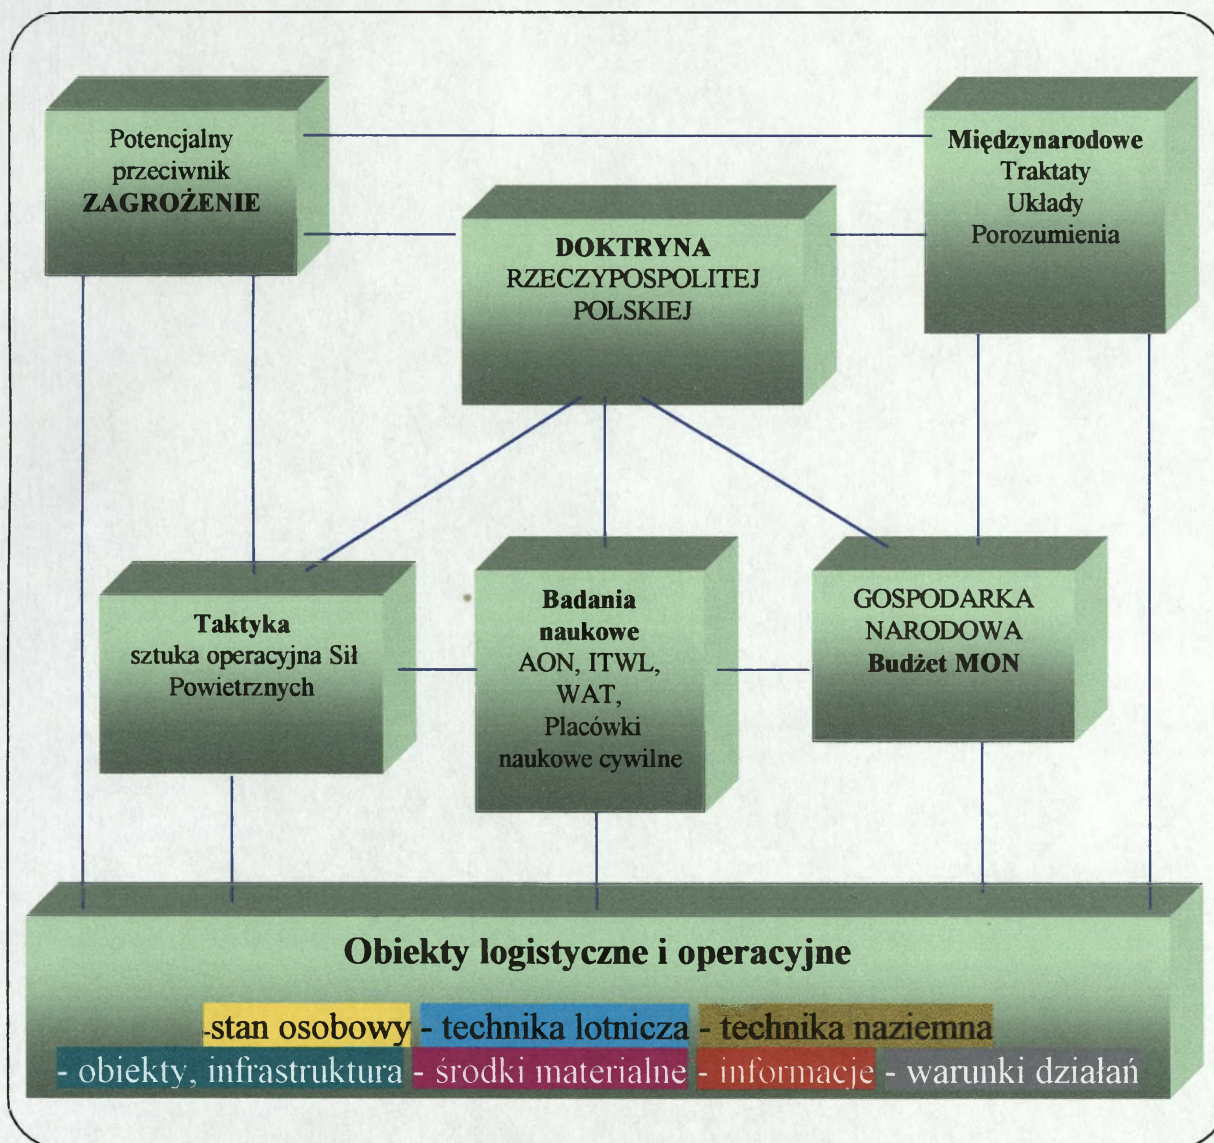 Potencjalny
przeciwnik
ZAGROŻENIE
Międzynarodowe
Traktaty
Układy
Porozumienia
DOKTRYNA
RZECZYPOSPOLITEJ
POLSKIEJ
Taktyka
sztuka operacyjna Sił
Powietrznych
Badania
naukowe
AON, ITWL,
WAT,
Placówki
naukowe cywilne
GOSPODARKA
NARODOWA
Budżet MON
Obiekty logistyczne i operacyjne
-stan osobowy - technika lotnicza - technika naziemna
- obiekty, infrastruktura - środki materialne - informacje - warunki działań